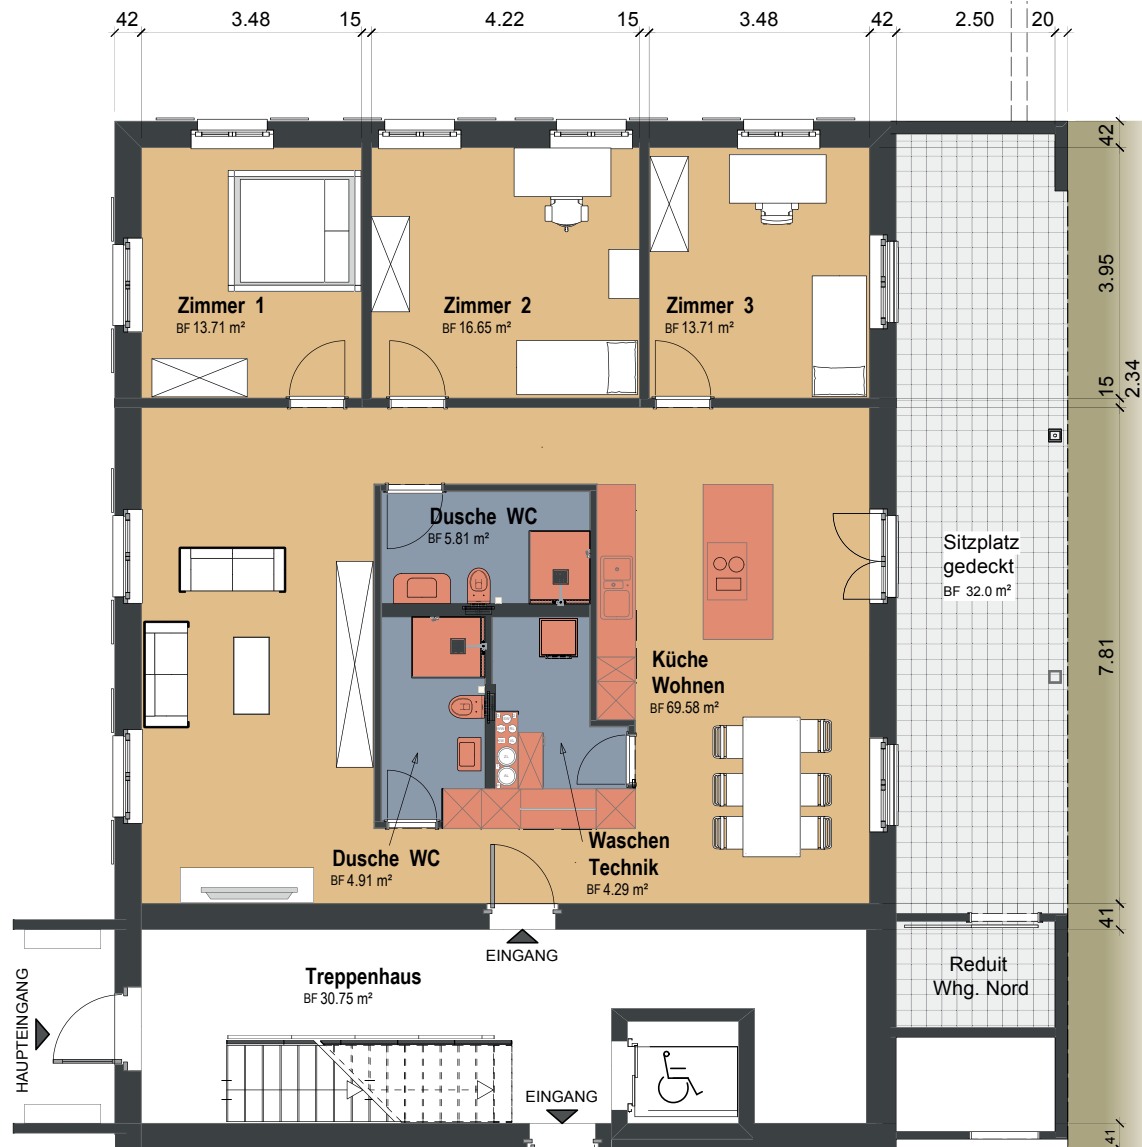 42 3.48 15 4.22 15 3.48 42 2.50 20
42
3.95
15
2.34
7.81
41
41
Zimmer 1
BF 13.71 m²
Zimmer 2
BF 16.65 m²
Zimmer 3
BF 13.71 m²
Dusche WC
BF 5.81 m²
Sitzplatz
gedeckt
BF 32.0 m²
Küche
Wohnen
BF 69.58 m²
Dusche WC
BF 4.91 m²
Waschen
Technik
BF 4.29 m²
EINGANG
Treppenhaus
BF 30.75 m²
HAUPTEINGANG
Reduit
Whg. Nord
EINGANG